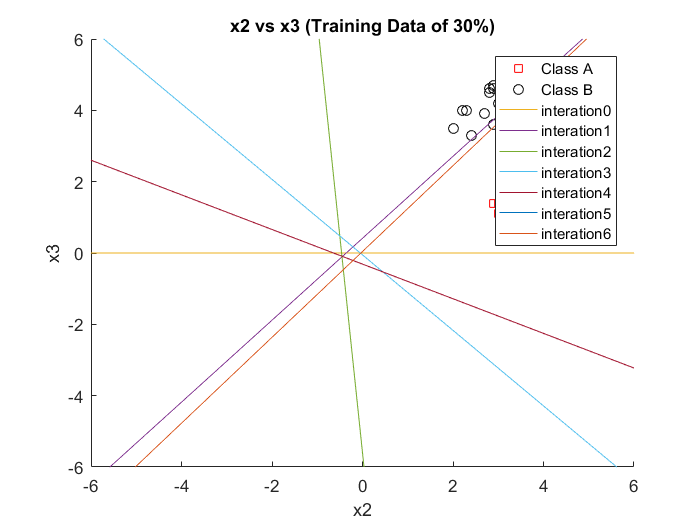 x2 vs x3 (Training Data of 30%)
6
4
2
0
-2
-4
-6
x3
-6
-4
-2
0
2
4
6
x2
Class A
Class B
interation0
interation1
interation2
interation3
interation4
interation5
interation6